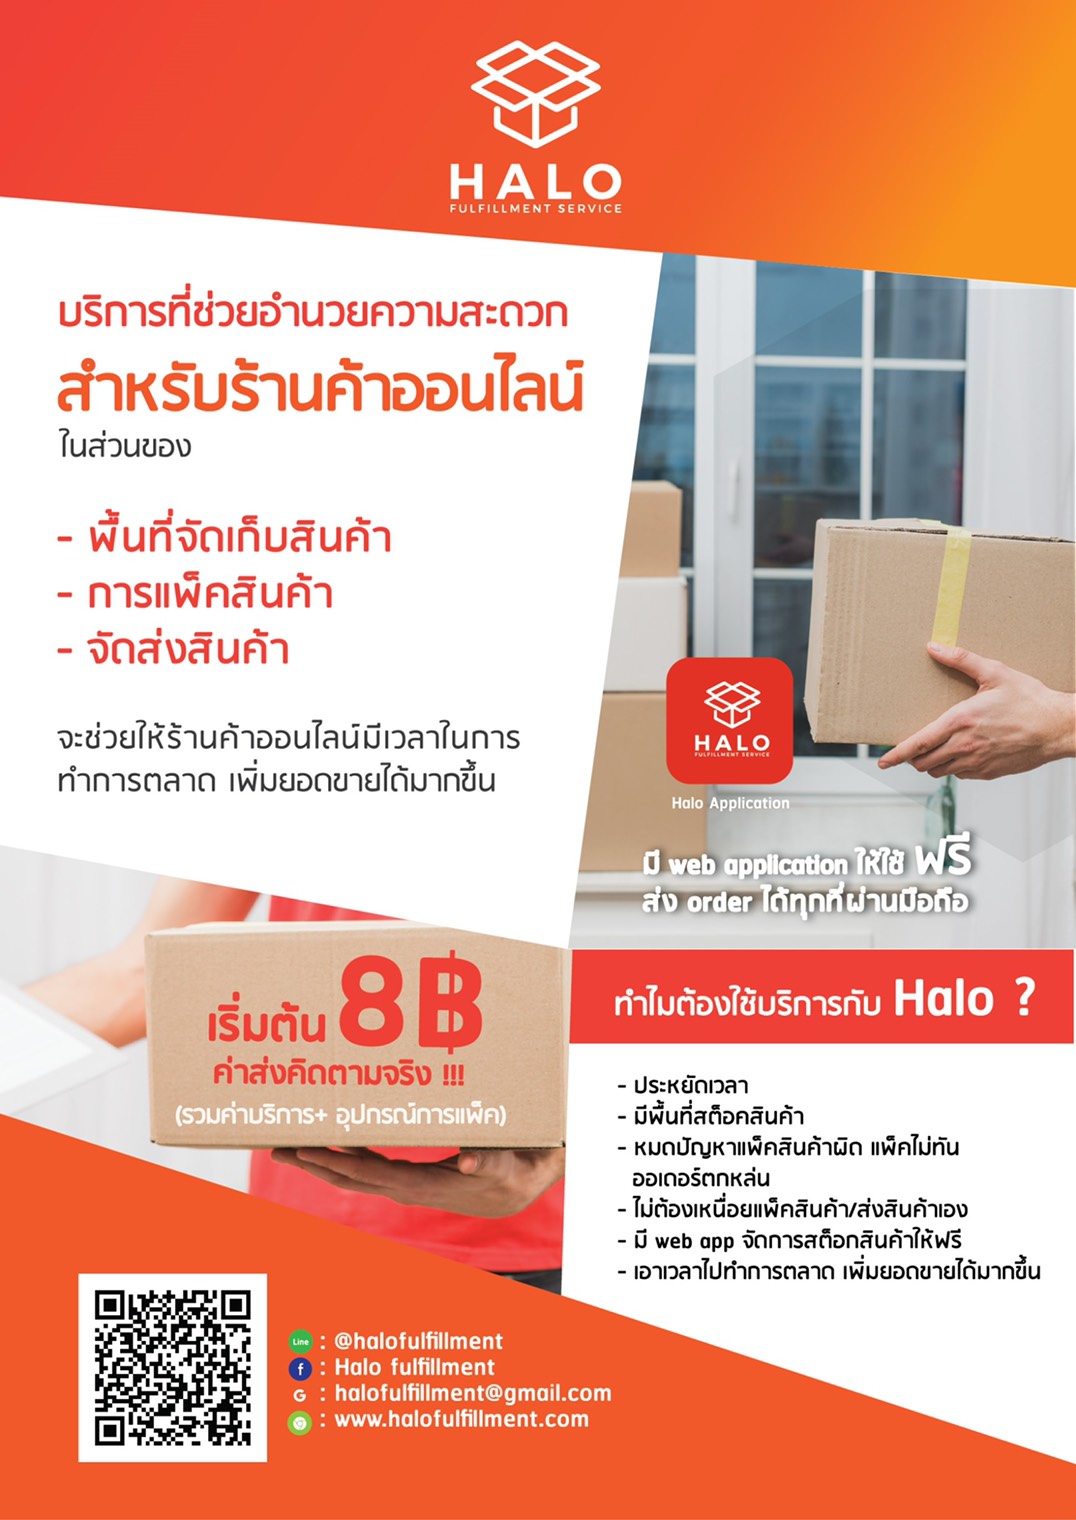 HALO
FULFILLMENT SERVICE
บริการที่ช่วยอำนวยความสะดวก
สำหรับร้านค้าออนไลน์
ในส่วนของ
- พื้นที่จัดเก็บสินค้า
- การแพ็คสินค้า
- จัดส่งสินค้า
จะช่วยให้ร้านค้าออนไลน์มีเวลาในการ
ทำการตลาด เพิ่มยอดขายได้มากขึ้น
HALO
FULFILLMENT SERVICE
Halo Application
มี web application ให้ใช้ ฟรี
ส่ง order ได้ทุกที่ผ่านมือถือ
เริ่มต้น 8฿
ค่าส่งคิดตามจริง !!!
(รวมค่าบริการ+ อุปกรณ์การแพ็ค)
ทำไมต้องใช้บริการกับ Halo ?
- ประหยัดเวลา
- มีพื้นที่สต็อคสินค้า
- หมดปัญหาแพ็คสินค้าผิด แพ็คไม่ทัน
ออเดอร์ตกหล่น
- ไม่ต้องเหนื่อยแพ็คสินค้า/ส่งสินค้าเอง
- มี web app จัดการสต็อกสินค้าให้ฟรี
- เอาเวลาไปทำการตลาด เพิ่มยอดขายได้มากขึ้น
Line : @halofulfillment
f : Halo fulfillment
G : halofulfillment@gmail.com
: www.halofulfillment.com